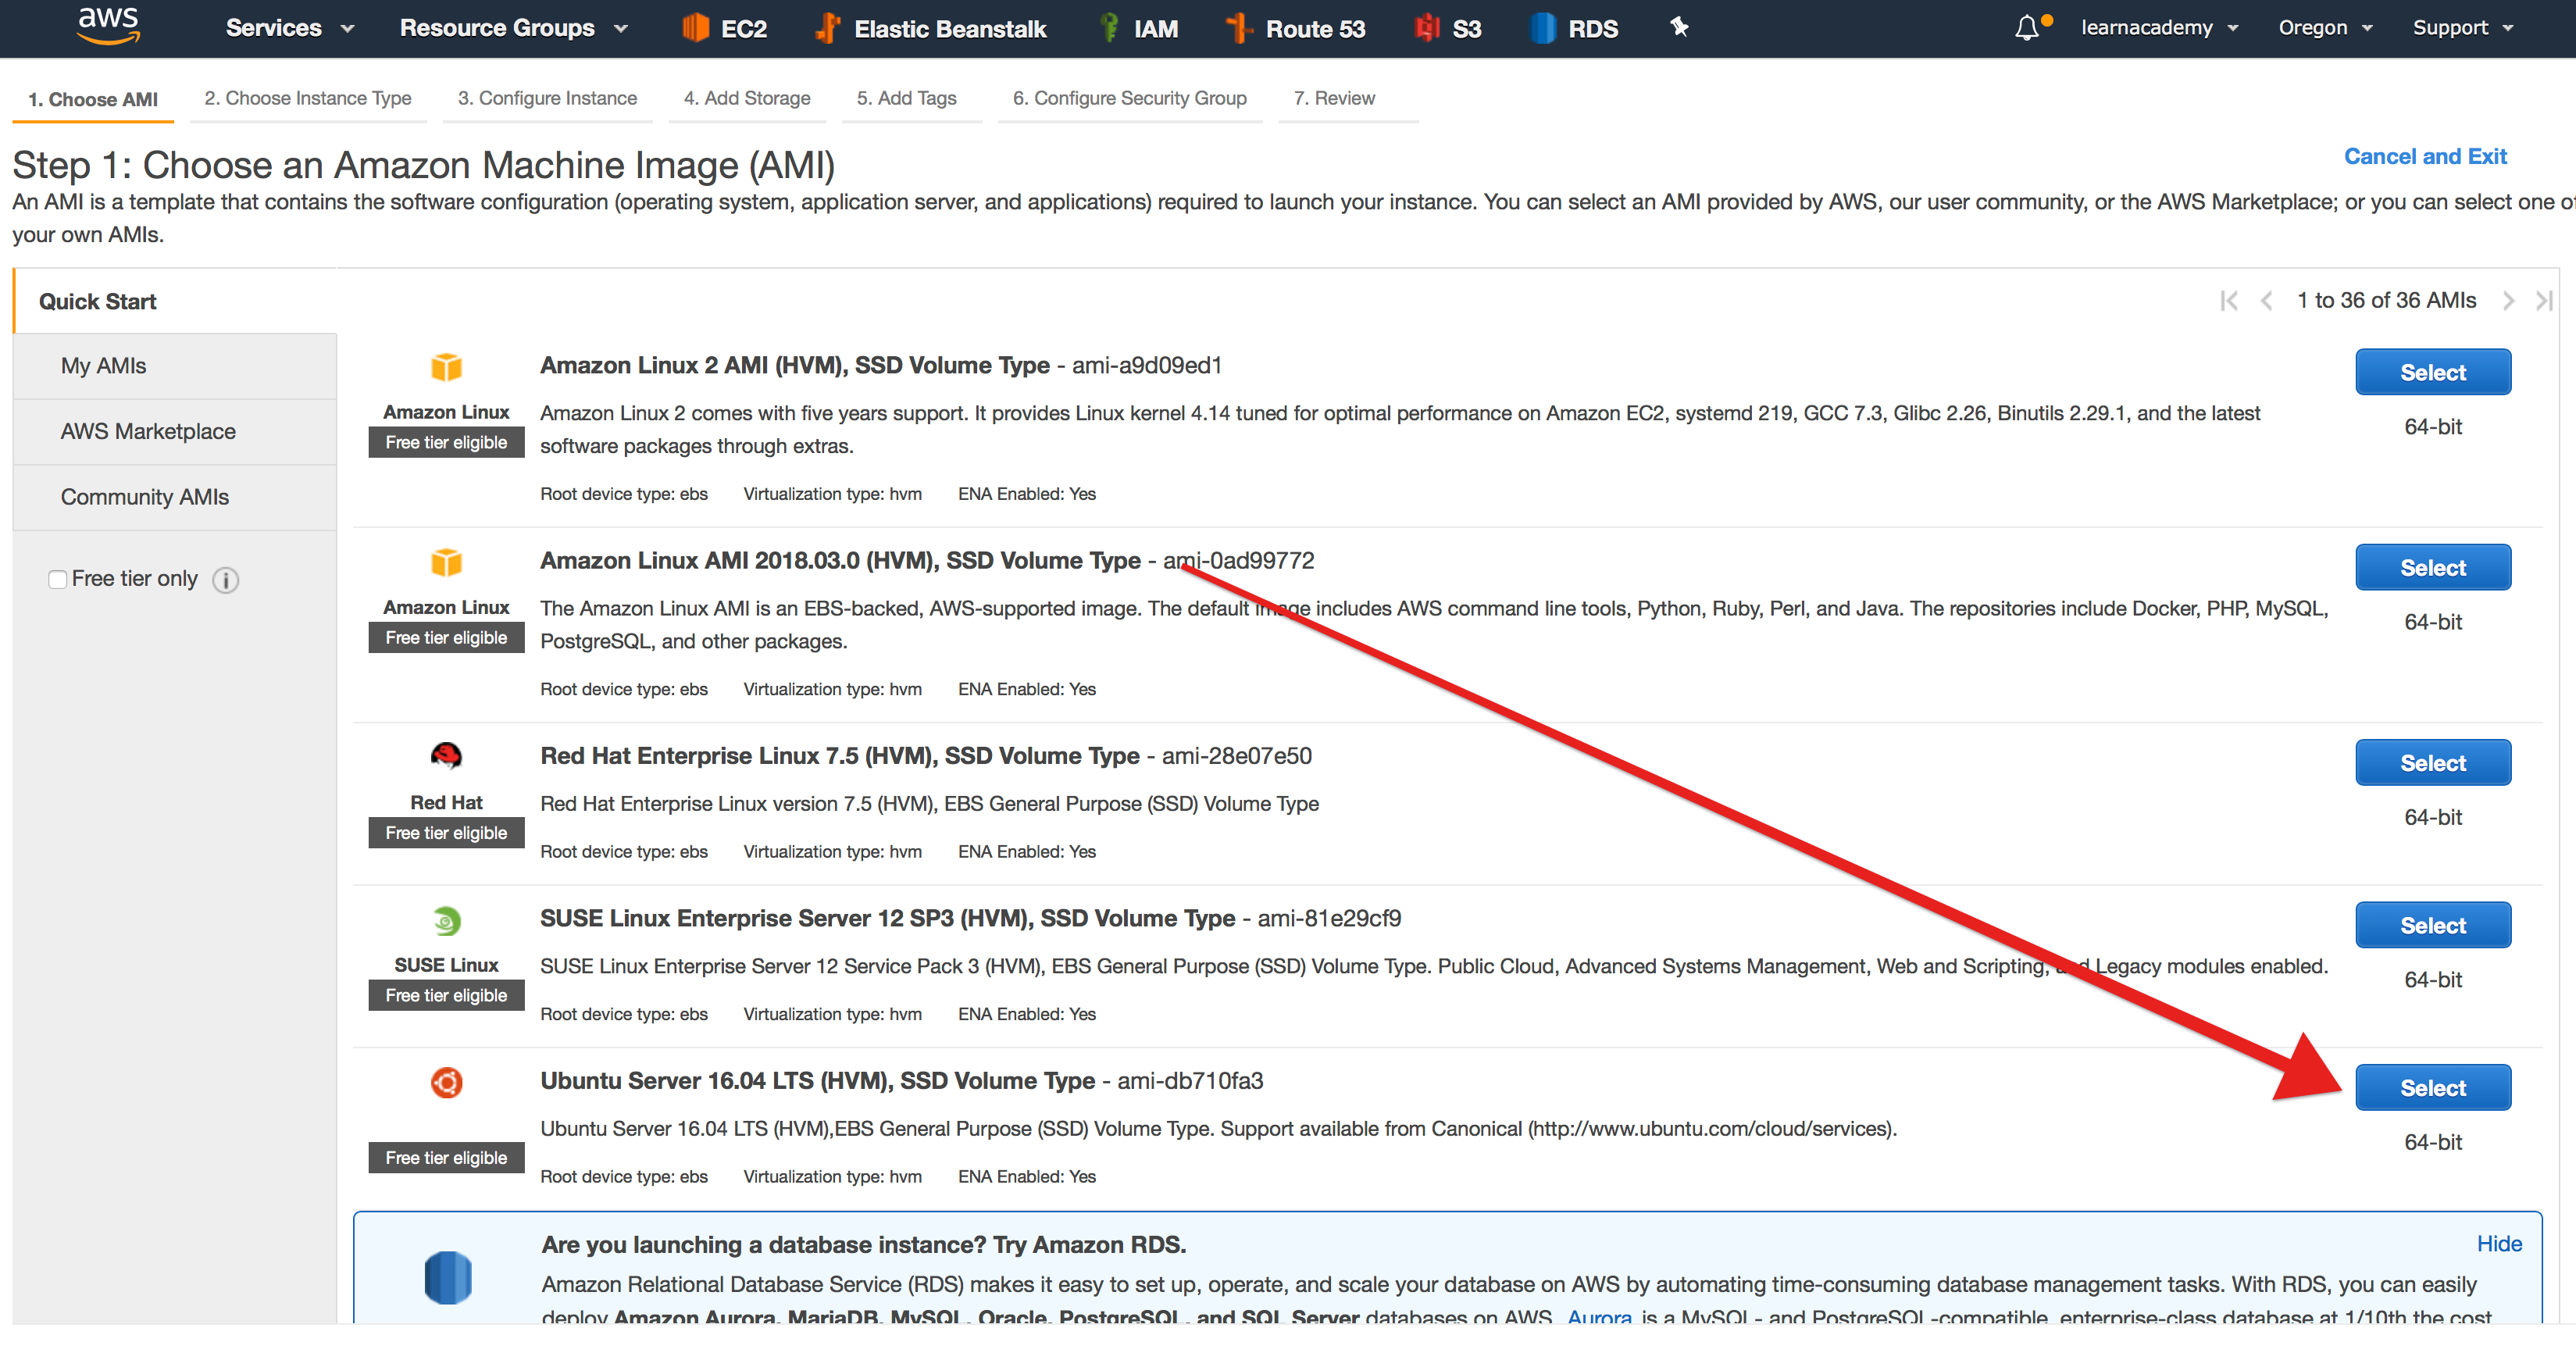 aws Services Resource Groups EC2 Elastic Beanstalk IAM Route 53 S3 RDS learnacademy Oregon Support
1. Choose AMI 2. Choose Instance Type 3. Configure Instance 4. Add Storage 5. Add Tags 6. Configure Security Group 7. Review
Step 1: Choose an Amazon Machine Image (AMI)
Cancel and Exit
An AMI is a template that contains the software configuration (operating system, application server, and applications) required to launch your instance. You can select an AMI provided by AWS, our user community, or the AWS Marketplace; or you can select one of
your own AMIs.
Quick Start
My AMIs
AWS Marketplace
Community AMIs
Free tier only
1 to 36 of 36 AMIs
Amazon Linux
Free tier eligible
Amazon Linux 2 AMI (HVM), SSD Volume Type - ami-a9d09ed1
Amazon Linux 2 comes with five years support. It provides Linux kernel 4.14 tuned for optimal performance on Amazon EC2, systemd 219, GCC 7.3, Glibc 2.26, Binutils 2.29.1, and the latest
software packages through extras.
Root device type: ebs Virtualization type: hvm ENA Enabled: Yes
Select
64-bit
Amazon Linux
Free tier eligible
Amazon Linux AMI 2018.03.0 (HVM), SSD Volume Type - ami-0ad99772
The Amazon Linux AMI is an EBS-backed, AWS-supported image. The default image includes AWS command line tools, Python, Ruby, Perl, and Java. The repositories include Docker, PHP, MySQL,
PostgreSQL, and other packages.
Root device type: ebs Virtualization type: hvm ENA Enabled: Yes
Select
64-bit
Red Hat
Free tier eligible
Red Hat Enterprise Linux 7.5 (HVM), SSD Volume Type - ami-28e07e50
Red Hat Enterprise Linux version 7.5 (HVM), EBS General Purpose (SSD) Volume Type
Root device type: ebs Virtualization type: hvm ENA Enabled: Yes
Select
64-bit
SUSE Linux
Free tier eligible
SUSE Linux Enterprise Server 12 SP3 (HVM), SSD Volume Type - ami-81e29cf9
SUSE Linux Enterprise Server 12 Service Pack 3 (HVM), EBS General Purpose (SSD) Volume Type. Public Cloud, Advanced Systems Management, Web and Scripting, and Legacy modules enabled.
Root device type: ebs Virtualization type: hvm ENA Enabled: Yes
Select
64-bit
Free tier eligible
Ubuntu Server 16.04 LTS (HVM), SSD Volume Type - ami-db710fa3
Ubuntu Server 16.04 LTS (HVM),EBS General Purpose (SSD) Volume Type. Support available from Canonical (http://www.ubuntu.com/cloud/services).
Root device type: ebs Virtualization type: hvm ENA Enabled: Yes
Select
64-bit
Are you launching a database instance? Try Amazon RDS.
Hide
Amazon Relational Database Service (RDS) makes it easy to set up, operate, and scale your database on AWS by automating time-consuming database management tasks. With RDS, you can easily
deploy Amazon Aurora, MariaDB, MySQL, Oracle, PostgreSQL, and SQL Server databases on AWS. Aurora is a MySQL- and PostgreSQL-compatible, enterprise-class database at 1/10th the cost